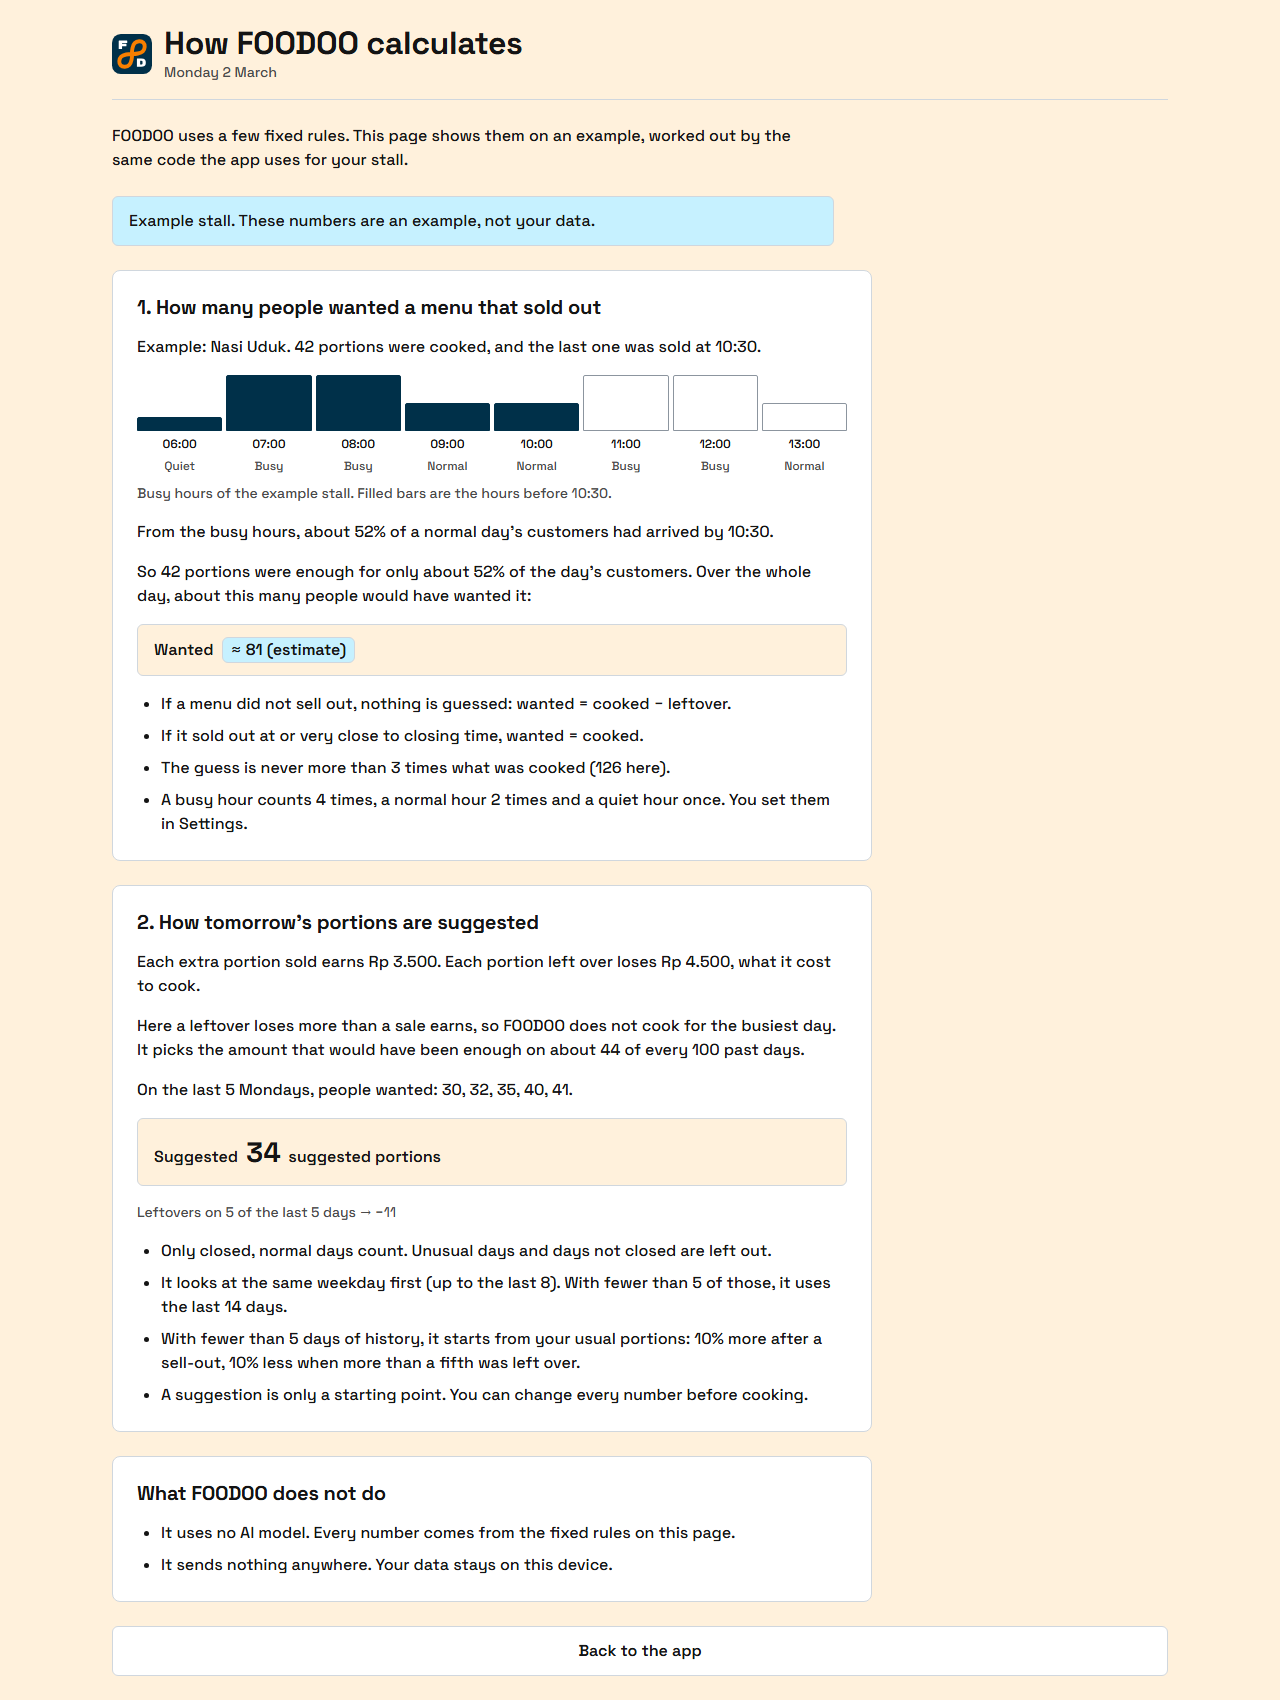 F D
How FOODOO calculates
Monday 2 March
FOODOO uses a few fixed rules. This page shows them on an example, worked out by the
same code the app uses for your stall.
Example stall. These numbers are an example, not your data.
1. How many people wanted a menu that sold out
Example: Nasi Uduk. 42 portions were cooked, and the last one was sold at 10:30.
06:00 07:00 08:00 09:00 10:00 11:00 12:00 13:00
Quiet Busy Busy Normal Normal Busy Busy Normal
Busy hours of the example stall. Filled bars are the hours before 10:30.
From the busy hours, about 52% of a normal day’s customers had arrived by 10:30.
So 42 portions were enough for only about 52% of the day’s customers. Over the whole
day, about this many people would have wanted it:
Wanted ≈ 81 (estimate)
• If a menu did not sell out, nothing is guessed: wanted = cooked − leftover.
• If it sold out at or very close to closing time, wanted = cooked.
• The guess is never more than 3 times what was cooked (126 here).
• A busy hour counts 4 times, a normal hour 2 times and a quiet hour once. You set them
in Settings.
2. How tomorrow’s portions are suggested
Each extra portion sold earns Rp 3.500. Each portion left over loses Rp 4.500, what it cost
to cook.
Here a leftover loses more than a sale earns, so FOODOO does not cook for the busiest day.
It picks the amount that would have been enough on about 44 of every 100 past days.
On the last 5 Mondays, people wanted: 30, 32, 35, 40, 41.
Suggested 34 suggested portions
Leftovers on 5 of the last 5 days → −11
• Only closed, normal days count. Unusual days and days not closed are left out.
• It looks at the same weekday first (up to the last 8). With fewer than 5 of those, it uses
the last 14 days.
• With fewer than 5 days of history, it starts from your usual portions: 10% more after a
sell-out, 10% less when more than a fifth was left over.
• A suggestion is only a starting point. You can change every number before cooking.
What FOODOO does not do
• It uses no AI model. Every number comes from the fixed rules on this page.
• It sends nothing anywhere. Your data stays on this device.
Back to the app